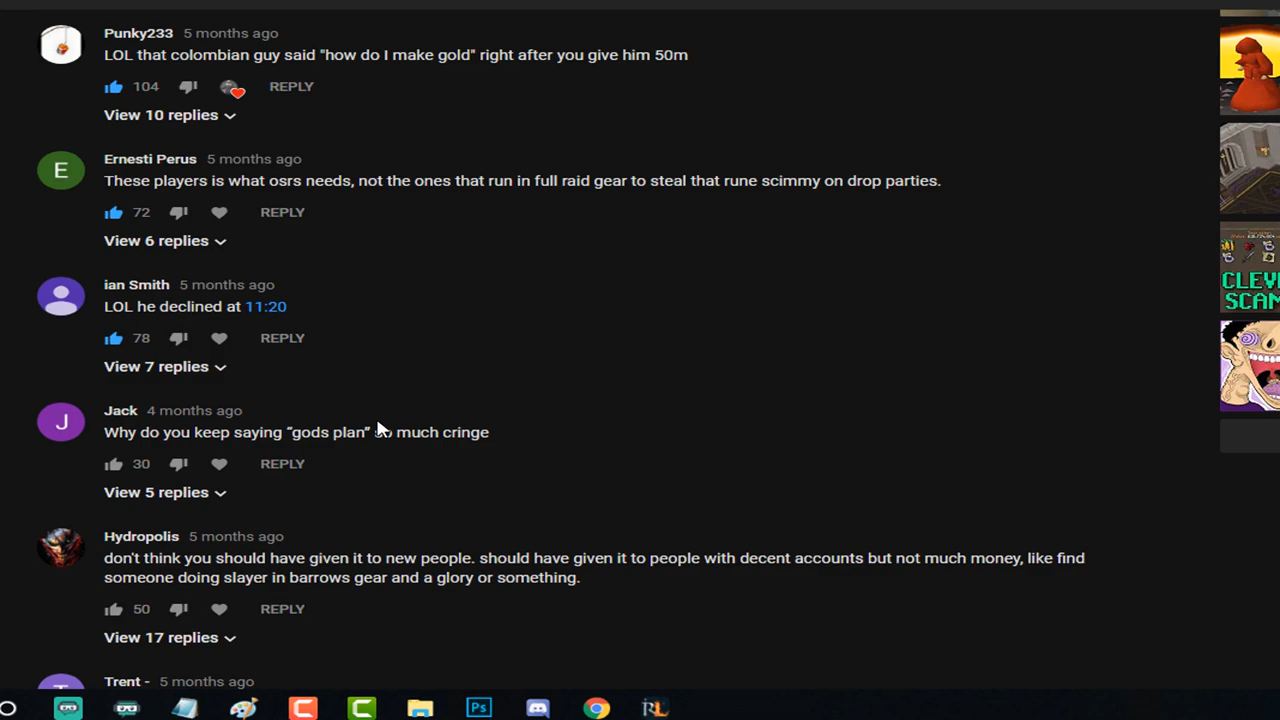 Punky233 5 months ago
LOL that colombian guy said "how do I make gold" right after you give him 50m
104 REPLY
View 10 replies
E
Ernesti Perus 5 months ago
These players is what osrs needs, not the ones that run in full raid gear to steal that rune scimmy on drop parties.
72 REPLY
View 6 replies
ian Smith 5 months ago
LOL he declined at 11:20
78 REPLY
View 7 replies
J
Jack 4 months ago
Why do you keep saying “gods plan” so much cringe
30 REPLY
View 5 replies
Hydropolis 5 months ago
don't think you should have given it to new people. should have given it to people with decent accounts but not much money, like find
someone doing slayer in barrows gear and a glory or something.
50 REPLY
View 17 replies
Trent - 5 months ago
CLEV
SCAM
Ps
RL